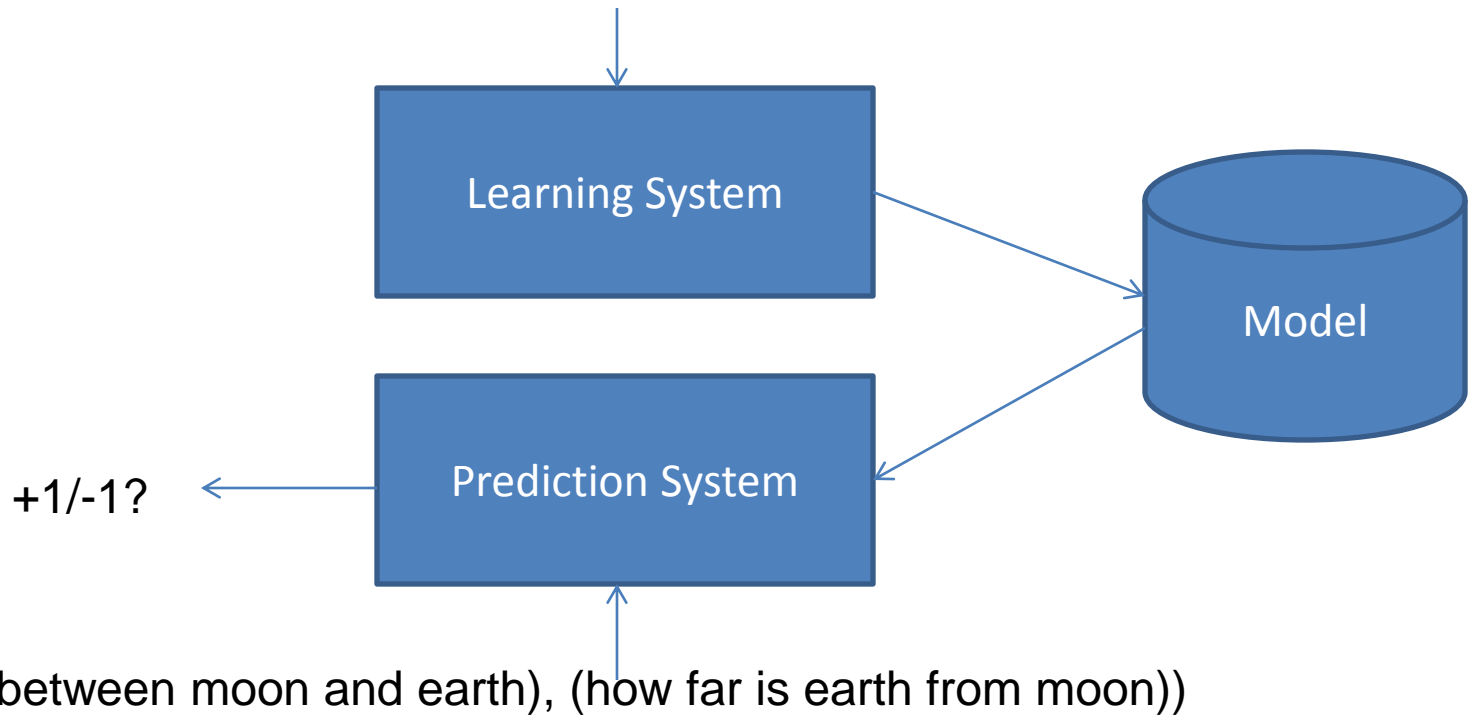 Learning System
Model
Prediction System
+1/-1?
between moon and earth), (how far is earth from moon))